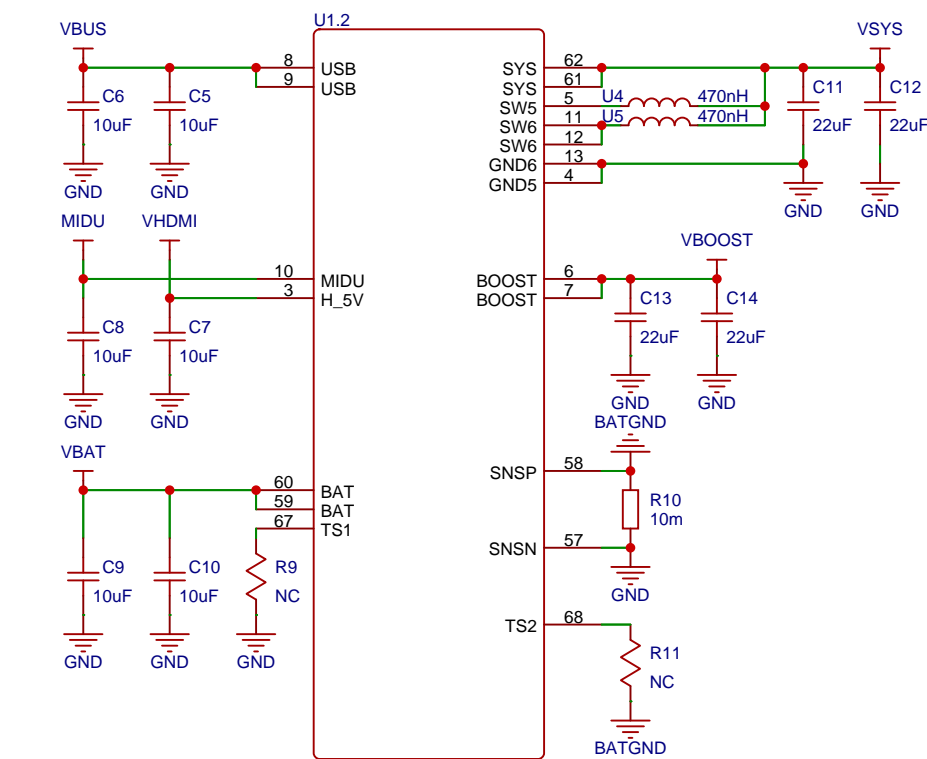 U1.2
VBUS
VSYS
8
USB
9
USB
C6
10uF
C5
10uF
GND
GND
62
SYS
61
SYS
5
SW5
11
SW6
12
SW6
13
GND6
4
GND5
U4
470nH
U5
470nH
C11
22uF
C12
22uF
GND
GND
MIDU
VHDMI
10
MIDU
3
H_5V
C8
10uF
C7
10uF
GND
GND
VBOOST
6
BOOST
7
BOOST
C13
22uF
C14
22uF
GND
GND
VBAT
60
BAT
59
BAT
67
TS1
C9
10uF
C10
10uF
R9
NC
GND
GND
GND
BATGND
58
SNSP
R10
10m
57
SNSN
GND
68
TS2
R11
NC
BATGND